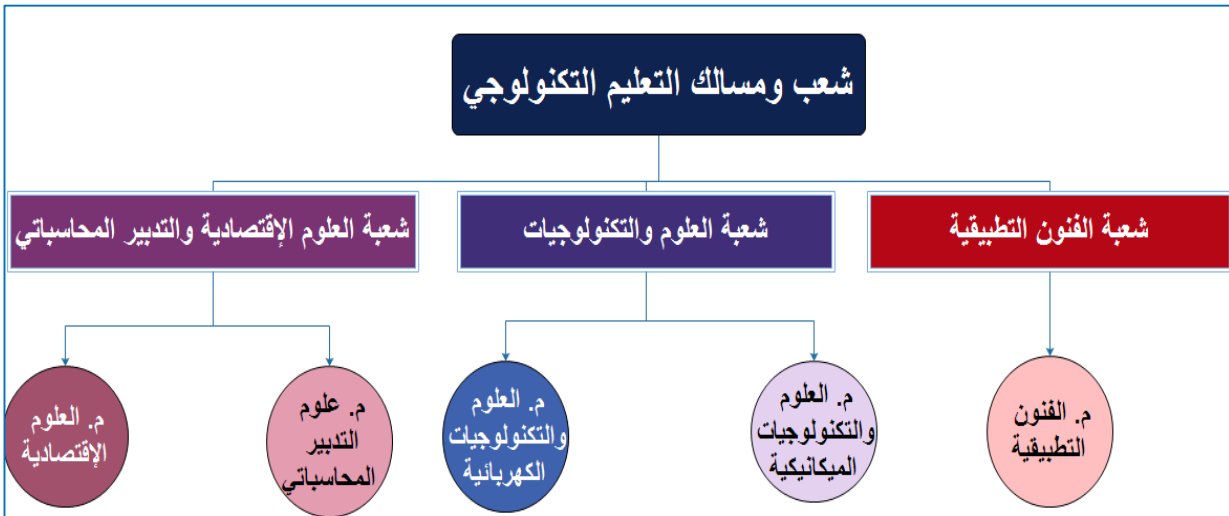 شعب ومسالك التعليم التكنولوجي
شعبة الفنون التطبيقية
شعبة العلوم والتكنولوجيات
شعبة العلوم الإقتصادية والتدبير المحاسباتي
م. الفنون
التطبيقية
م. العلوم
والتكنولوجيات
الميكانيكية
م. العلوم
والتكنولوجيات
الكهربائية
م. علوم
التدبير
المحاسباتي
م. العلوم
الإقتصادية